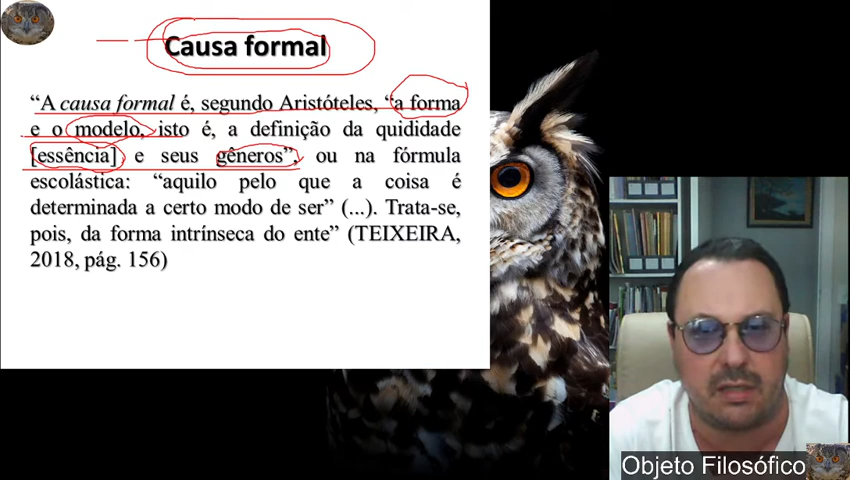 Causa formal
“A causa formal é, segundo Aristóteles, “a forma
e o modelo, isto é, a definição da quididade
[essência] e seus gêneros”, ou na fórmula
escolástica: “aquilo pelo que a coisa é
determinada a certo modo de ser” (...). Trata-se,
pois, da forma intrínseca do ente” (TEIXEIRA,
2018, pág. 156)
Objeto Filosófico